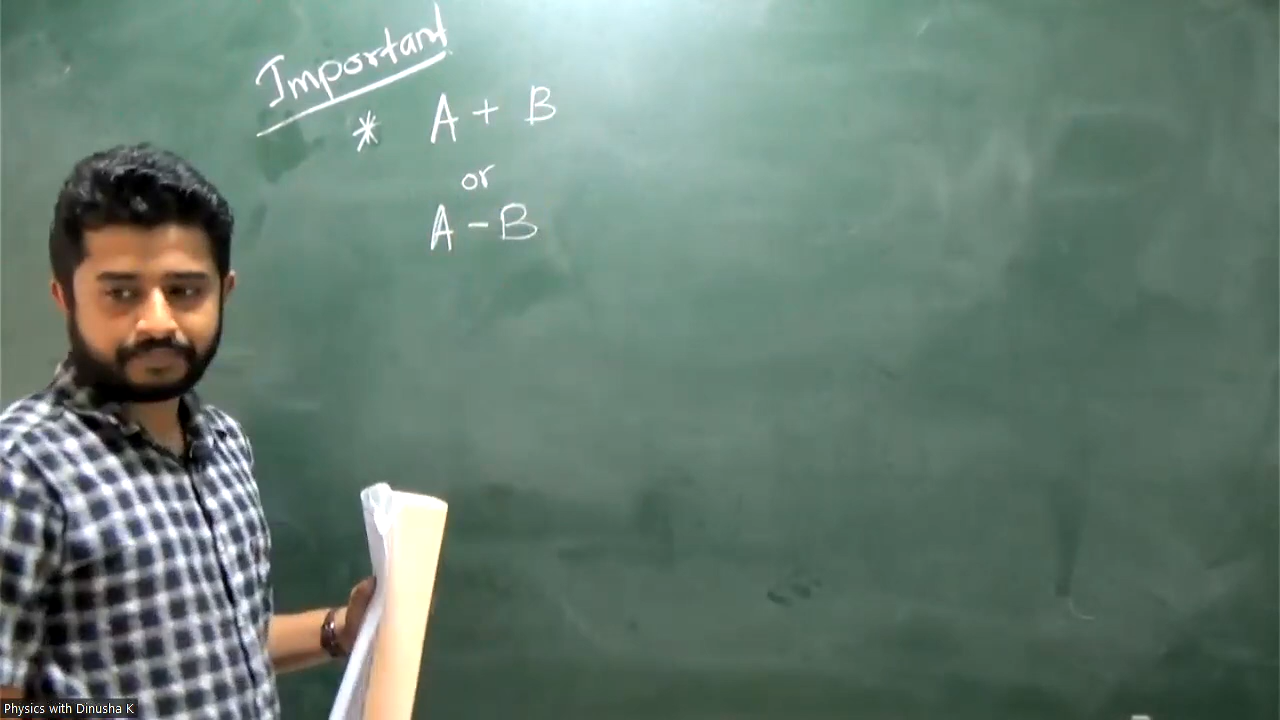 Important
* A + B
or
A - B
Physics with Dinusha K